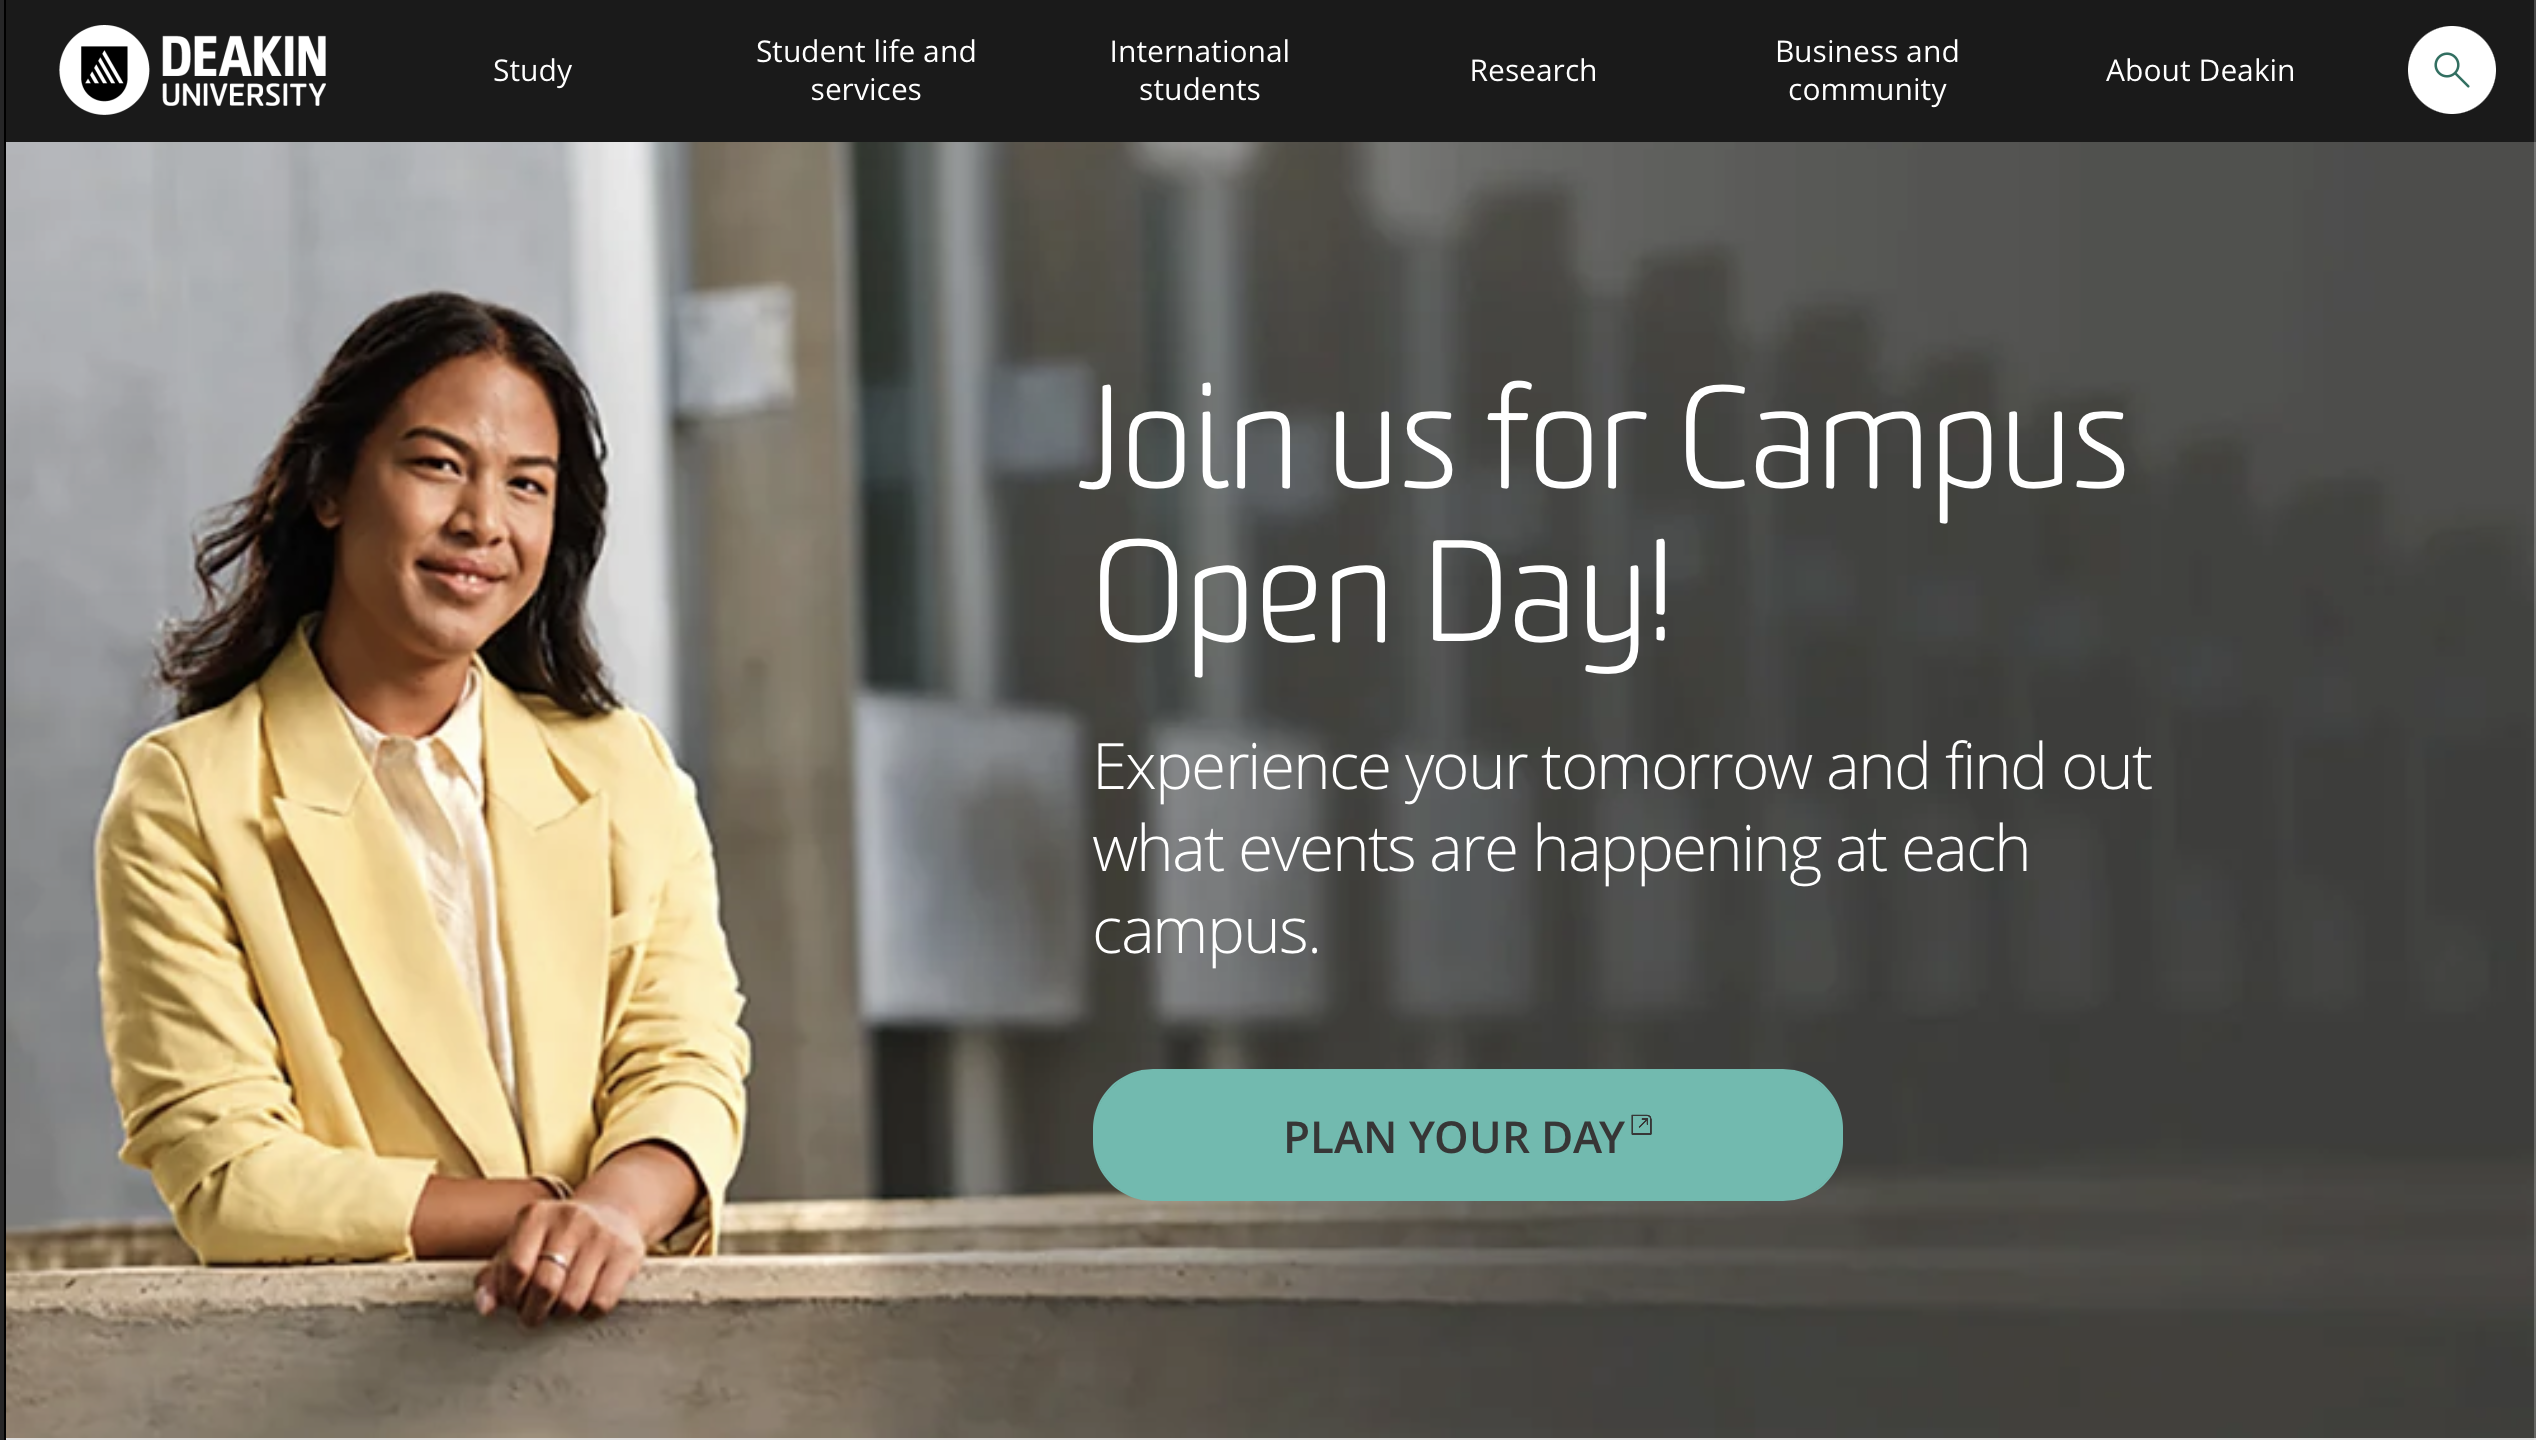 DEAKIN
UNIVERSITY
Study
Student life and
services
International
students
Research
Business and
community
About Deakin
Join us for Campus
Open Day!
Experience your tomorrow and find out
what events are happening at each
campus.
PLAN YOUR DAY